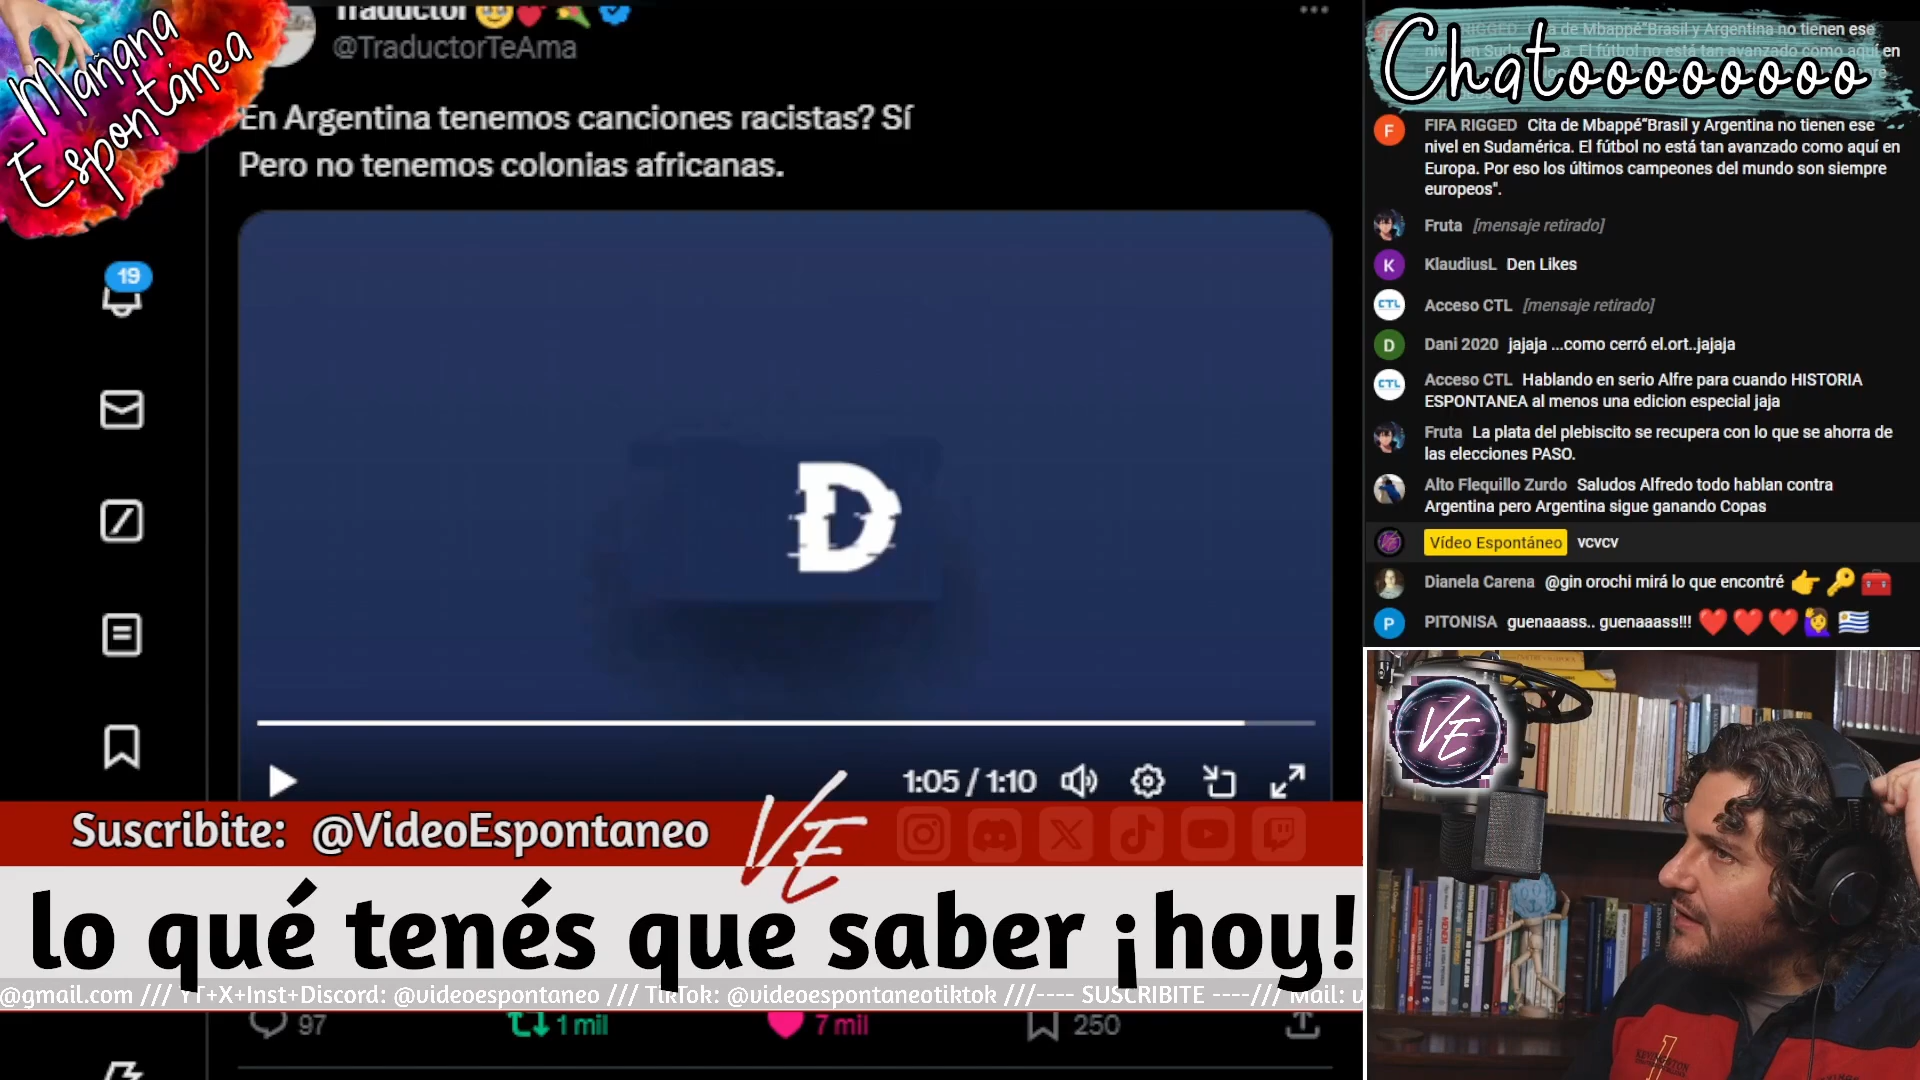 Mañana
Espontánea
Traductor
@TraductorTeAma
En Argentina tenemos canciones racistas? Sí
Pero no tenemos colonias africanas.
19
D
1:05 / 1:10
Suscribite: @VideoEspontaneo
VE
lo qué tenés que saber ¡hoy!
@gmail.com /// YT+X+Inst+Discord: @videoespontaneo /// TikTok: @videoespontaneotiktok ///---- SUSCRIBITE ----/// Mail: v
97
1 mil
7 mil
250
Chatooooooooo
FIFA RIGGED Cita de Mbappé"Brasil y Argentina no tienen ese
nivel en Sudamérica. El fútbol no está tan avanzado como aquí en
Europa. Por eso los últimos campeones del mundo son siempre
europeos".
Fruta [mensaje retirado]
K KlaudiusL Den Likes
CTL Acceso CTL [mensaje retirado]
D Dani 2020 jajaja ...como cerró el.ort..jajaja
CTL Acceso CTL Hablando en serio Alfre para cuando HISTORIA
ESPONTANEA al menos una edicion especial jaja
Fruta La plata del plebiscito se recupera con lo que se ahorra de
las elecciones PASO.
Alto Flequillo Zurdo Saludos Alfredo todo hablan contra
Argentina pero Argentina sigue ganando Copas
VE Vídeo Espontáneo vcvcv
Dianela Carena @gin orochi mirá lo que encontré 👉🔑🧰
P PITONISA guenaaass.. guenaaass!!! ❤️❤️❤️🙋‍♀️🇺🇾
VE